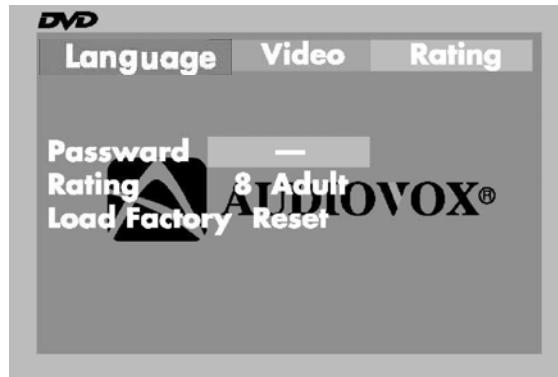 DVD
Language Video Rating
Passward —
Rating 8 Adult
AUDIOVOX®
Load Factory Reset